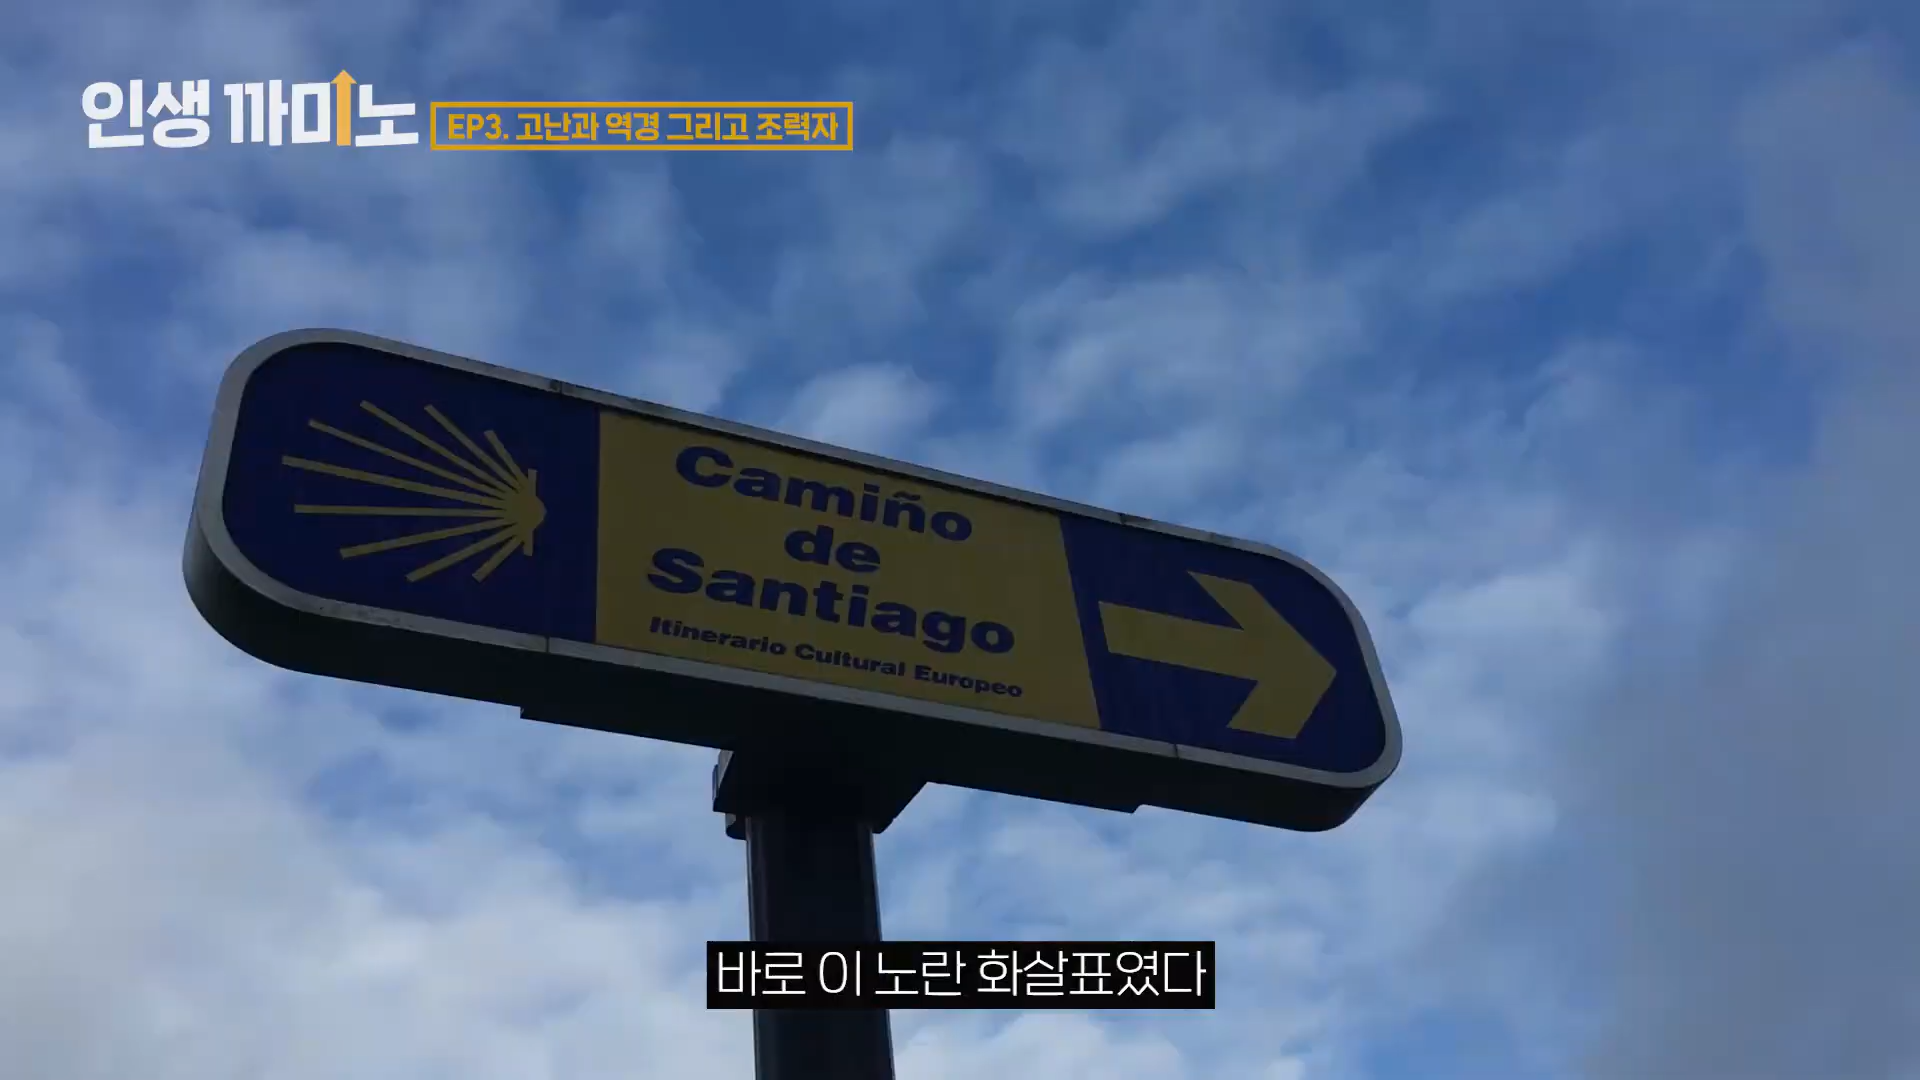 인생 까미노
EP3. 고난과 역경 그리고 조력자
Camiño
de
Santiago
Itinerario Cultural Europeo
바로 이 노란 화살표였다